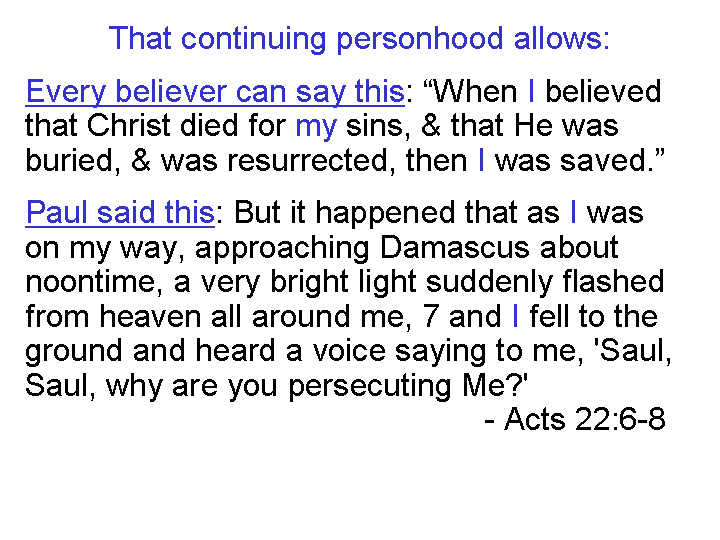 That continuing personhood allows:
Every believer can say this: “When I believed
that Christ died for my sins, & that He was
buried, & was resurrected, then I was saved. ”
Paul said this: But it happened that as I was
on my way, approaching Damascus about
noontime, a very bright light suddenly flashed
from heaven all around me, 7 and I fell to the
ground and heard a voice saying to me, 'Saul,
Saul, why are you persecuting Me?'
- Acts 22:6-8